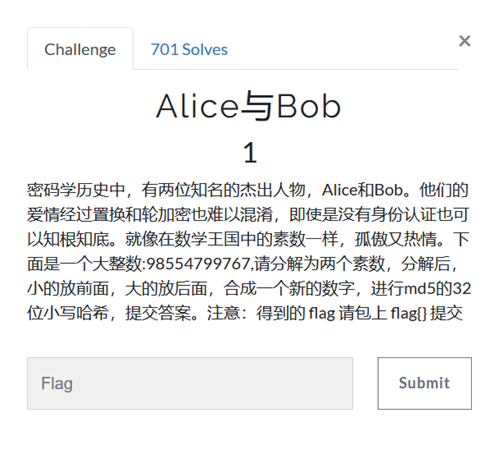 Challenge
701 Solves
×
Alice与Bob
1
密码学历史中，有两位知名的杰出人物，Alice和Bob。他们的
爱情经过置换和轮加密也难以混淆，即使是没有身份认证也可
以知根知底。就像在数学王国中的素数一样，孤傲又热情。下
面是一个大整数:98554799767,请分解为两个素数，分解后，
小的放前面，大的放后面，合成一个新的数字，进行md5的32
位小写哈希，提交答案。注意：得到的 flag 请包上 flag{} 提交
Flag
Submit